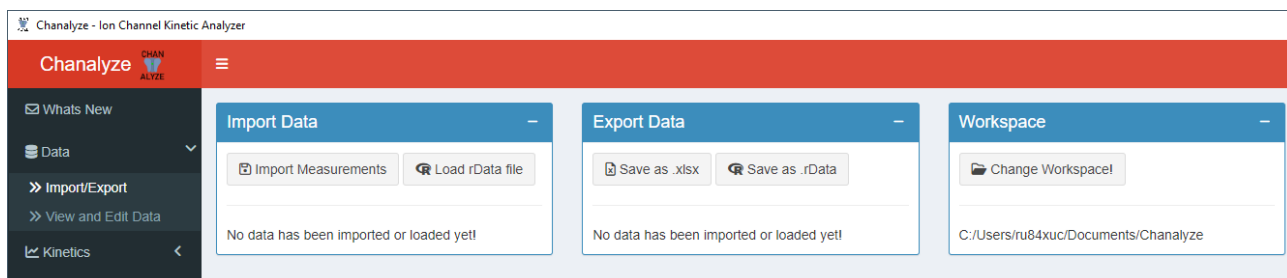 Chanalyze - Ion Channel Kinetic Analyzer
Chanalyze
CHAN
ALYZE
Whats New
Data
Import/Export
View and Edit Data
Kinetics
Import Data
Import Measurements
Load rData file
No data has been imported or loaded yet!
Export Data
Save as .xlsx
Save as .rData
No data has been imported or loaded yet!
Workspace
Change Workspace!
C:/Users/ru84xuc/Documents/Chanalyze